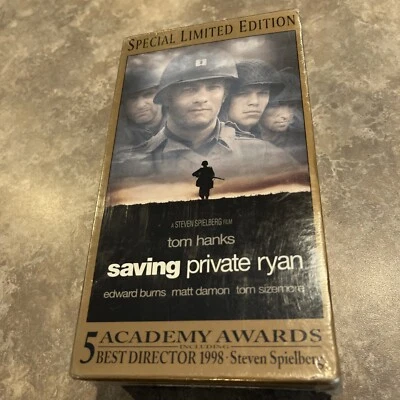 SPECIAL LIMITED EDITION
A STEVEN SPIELBERG FILM
tom hanks
saving private ryan
edward burns matt damon tom sizemore
5 ACADEMY AWARDS
INCLUDING
BEST DIRECTOR 1998 · Steven Spielberg